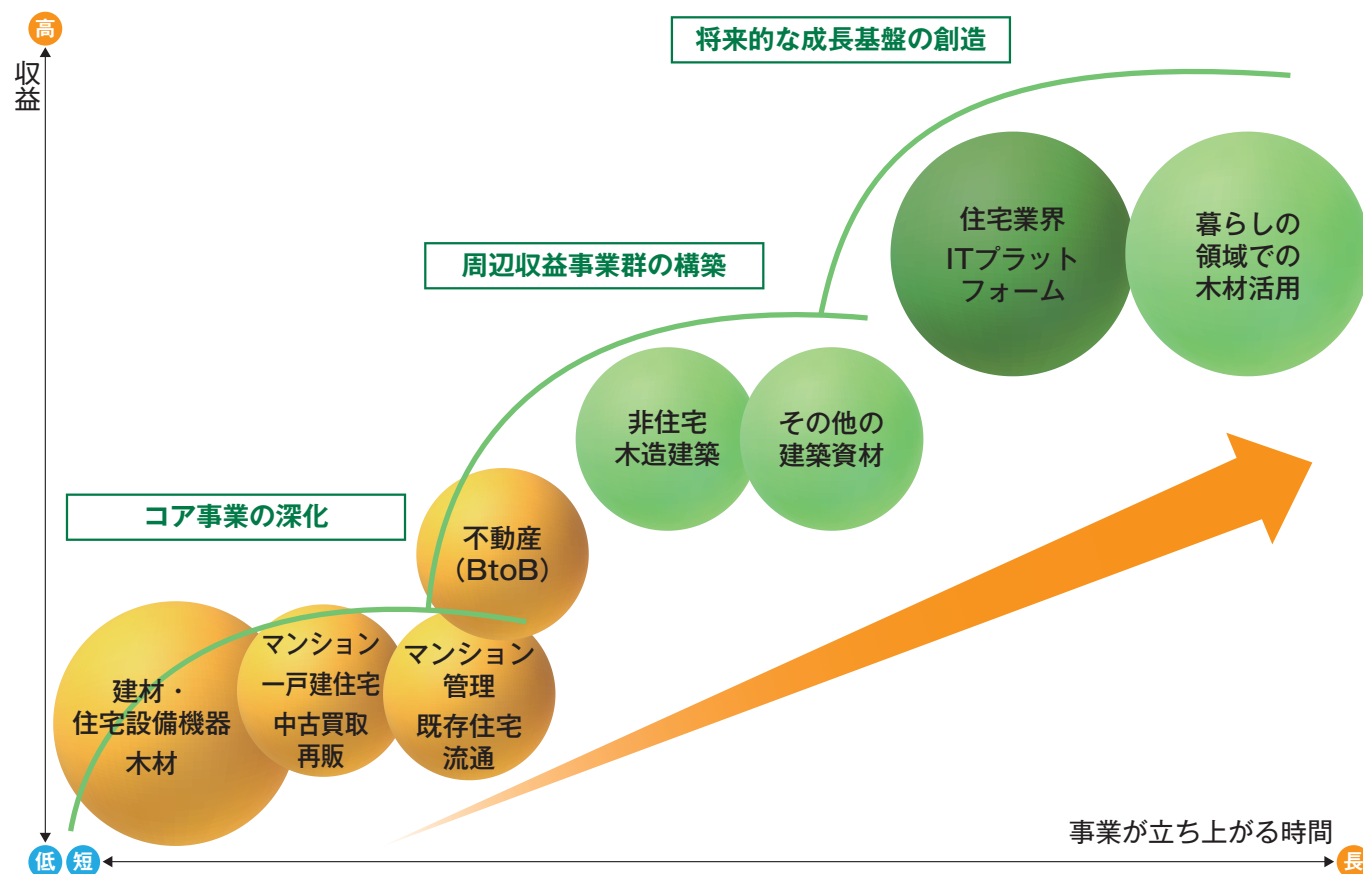 高
収益
将来的な成長基盤の創造
住宅業界
ITプラット
フォーム
暮らしの
領域での
木材活用
周辺収益事業群の構築
非住宅
木造建築
その他の
建築資材
コア事業の深化
不動産
（BtoB）
建材・
住宅設備機器
木材
マンション
一戸建住宅
中古買取
再販
マンション
管理
既存住宅
流通
事業が立ち上がる時間
低
短
長